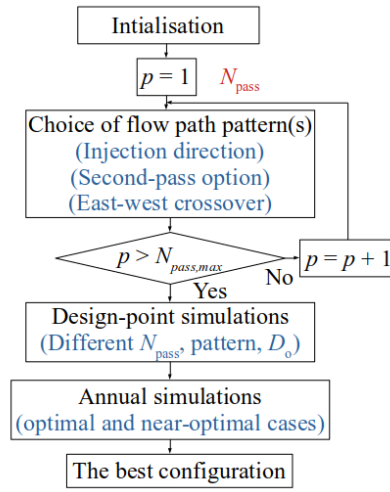 Intialisation
p = 1
N_pass
Choice of flow path pattern(s)
(Injection direction)
(Second-pass option)
(East-west crossover)
p > N_pass,max
No
p = p + 1
Yes
Design-point simulations
(Different N_pass, pattern, D_o)
Annual simulations
(optimal and near-optimal cases)
The best configuration